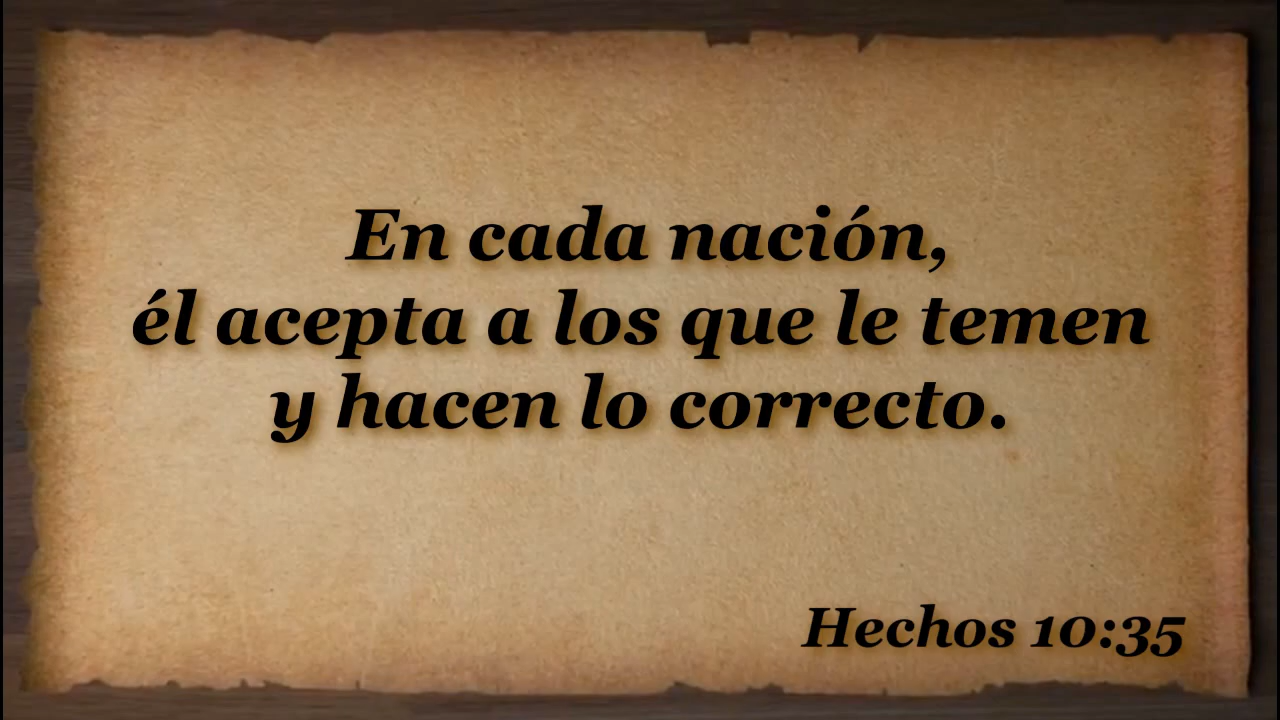 En cada nación,
él acepta a los que le temen
y hacen lo correcto.
Hechos 10:35